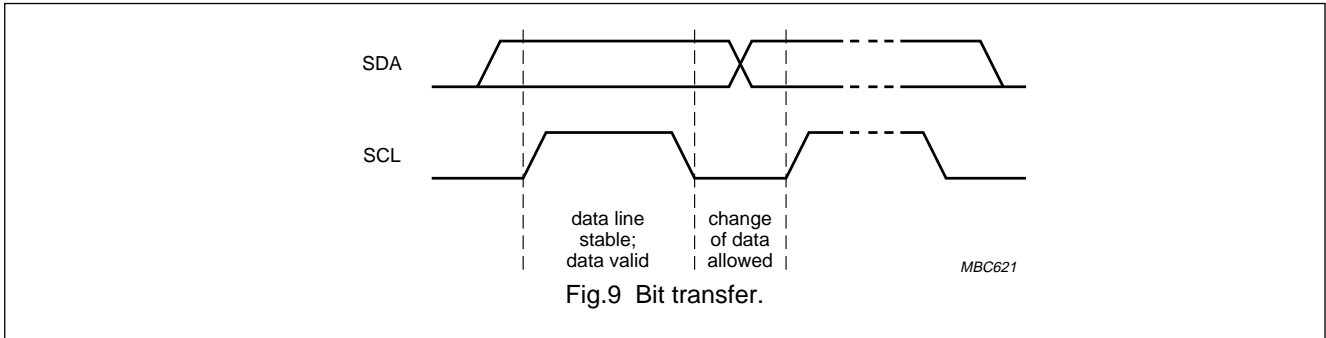 SDA
SCL
data line
stable;
data valid
change
of data
allowed
MBC621
Fig.9 Bit transfer.